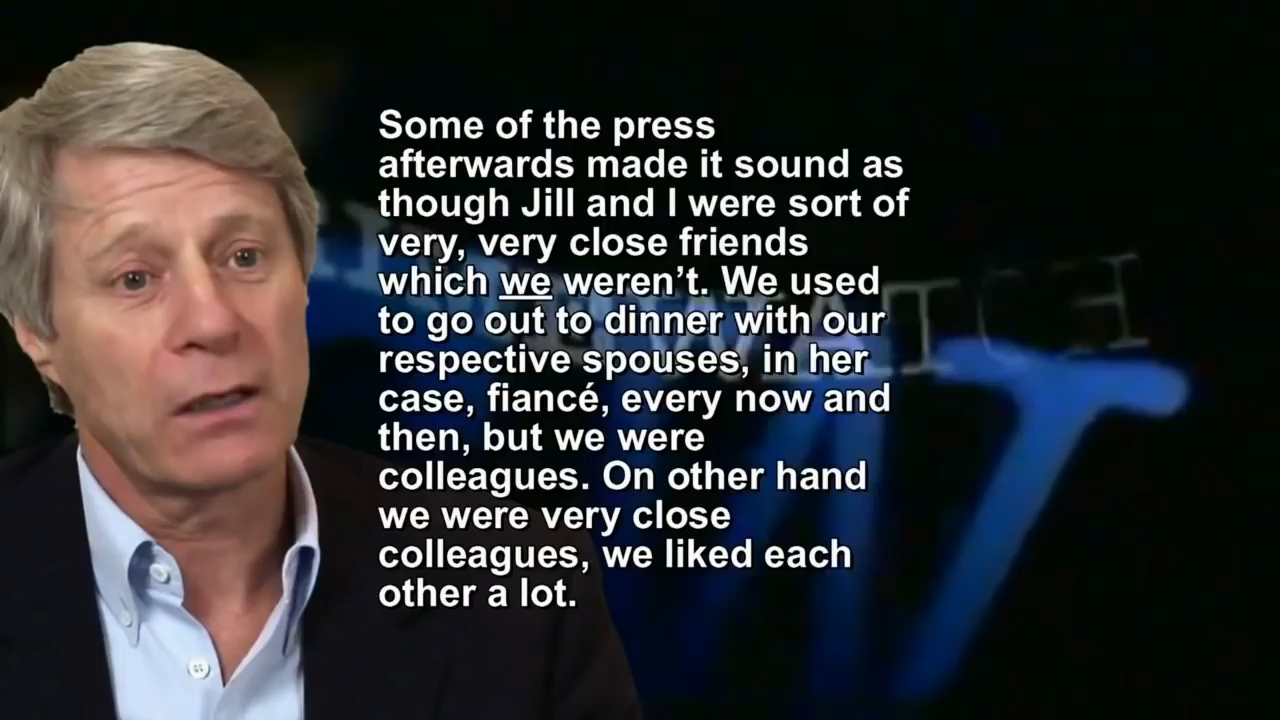 Some of the press
afterwards made it sound as
though Jill and I were sort of
very, very close friends
which we weren’t. We used
to go out to dinner with our
respective spouses, in her
case, fiancé, every now and
then, but we were
colleagues. On other hand
we were very close
colleagues, we liked each
other a lot.